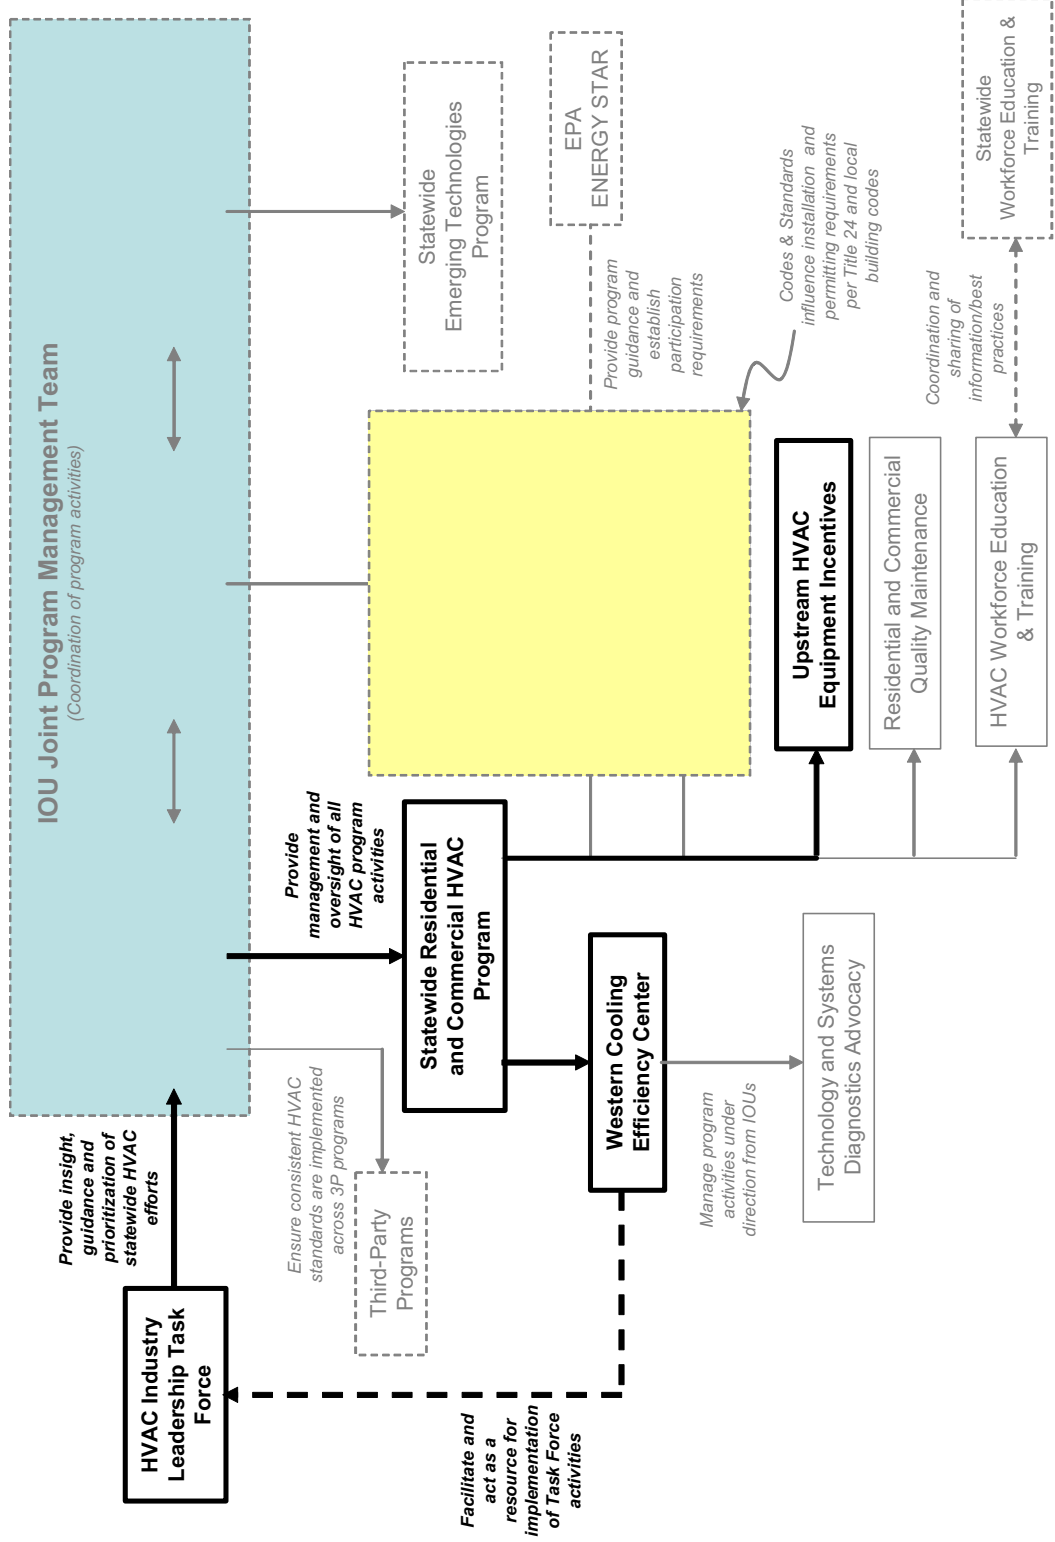 IOU Joint Program Management Team
(Coordination of program activities)
Provide insight,
guidance and
prioritization of
statewide HVAC
efforts
HVAC Industry
Leadership Task
Force
Ensure consistent HVAC
standards are implemented
across 3P programs
Third-Party
Programs
Provide
management and
oversight of all
HVAC program
activities
Statewide Residential
and Commercial HVAC
Program
Statewide
Emerging Technologies
Program
EPA
ENERGY STAR
Provide program
guidance and
establish
participation
requirements
Codes & Standards
influence installation and
permitting requirements
per Title 24 and local
building codes
Facilitate and
act as a
resource for
implementation
of Task Force
activities
Western Cooling
Efficiency Center
Manage program
activities under
direction from IOUs
Technology and Systems
Diagnostics Advocacy
Upstream HVAC
Equipment Incentives
Residential and Commercial
Quality Maintenance
HVAC Workforce Education
& Training
Coordination and
sharing of
information/best
practices
Statewide
Workforce Education &
Training